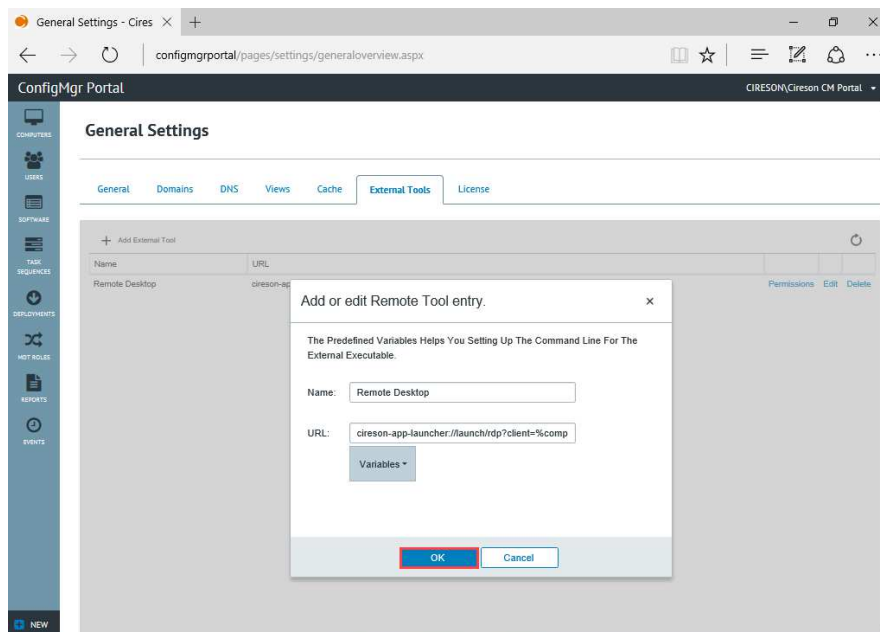 General Settings - Cires
configmgrportal/pages/settings/generaloverview.aspx
ConfigMgr Portal
CIRESON\Cireson CM Portal
COMPUTERS
USERS
SOFTWARE
TASK
SEQUENCES
DEPLOYMENTS
MDT ROLES
REPORTS
EVENTS
NEW
General Settings
General Domains DNS Views Cache External Tools License
+ Add External Tool
Name URL
Remote Desktop cireson-ap Permissions Edit Delete
Add or edit Remote Tool entry. ×
The Predefined Variables Helps You Setting Up The Command Line For The
External Executable.
Name: Remote Desktop
URL: cireson-app-launcher://launch/rdp?client=%comp
Variables
OK Cancel